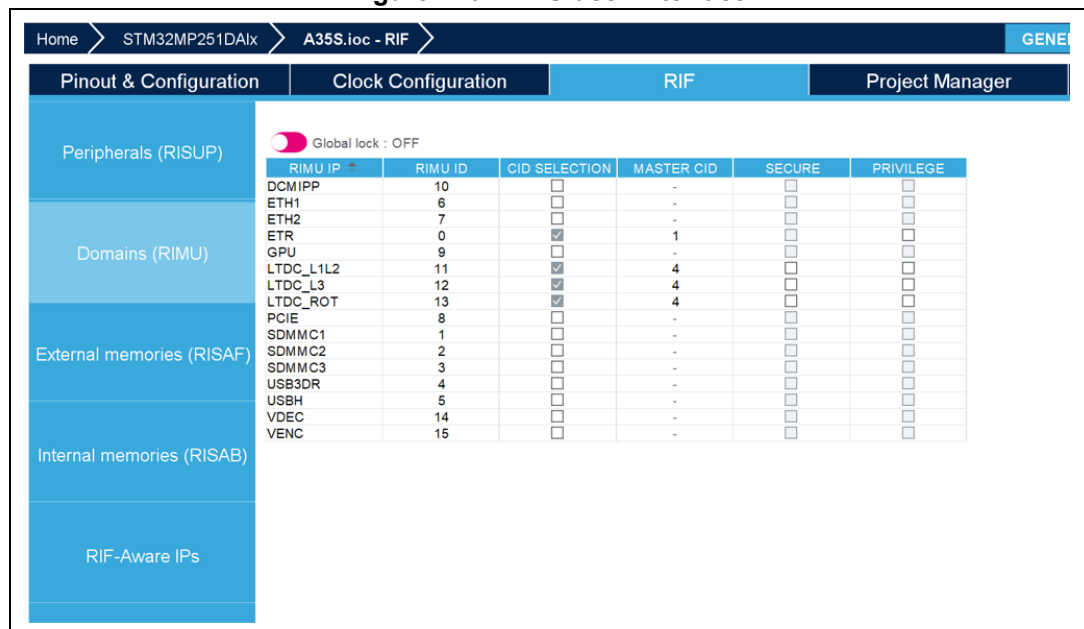 Home STM32MP251DAIx A35S.ioc - RIF GENE
Pinout & Configuration Clock Configuration RIF Project Manager
Peripherals (RISUP)
Domains (RIMU)
External memories (RISAF)
Internal memories (RISAB)
RIF-Aware IPs
Global lock : OFF
RIMU IP RIMU ID CID SELECTION MASTER CID SECURE PRIVILEGE
DCMIPP 10 -
ETH1 6 -
ETH2 7 -
ETR 0 1
GPU 9 -
LTDC_L1L2 11 4
LTDC_L3 12 4
LTDC_ROT 13 4
PCIE 8 -
SDMMC1 1 -
SDMMC2 2 -
SDMMC3 3 -
USB3DR 4 -
USBH 5 -
VDEC 14 -
VENC 15 -